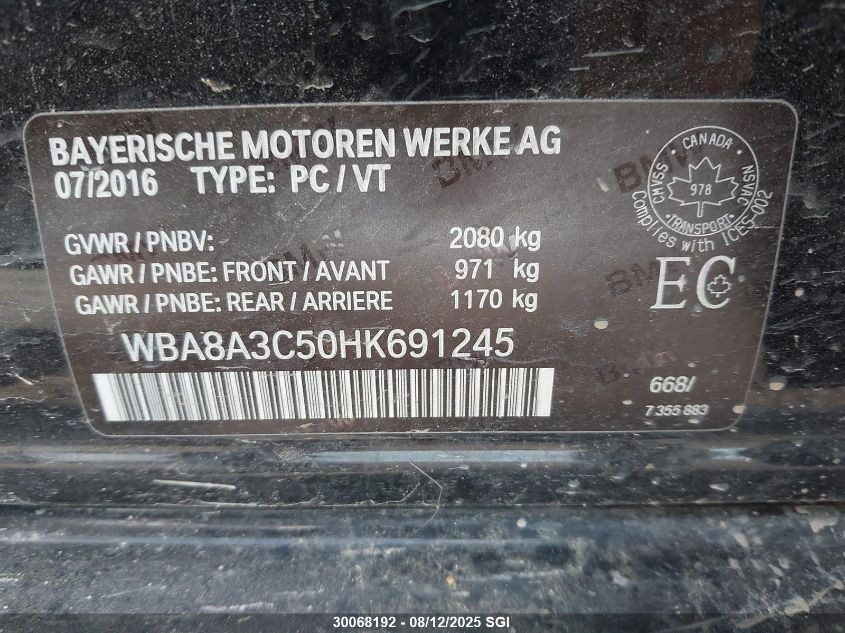 BAYERISCHE MOTOREN WERKE AG
07/2016 TYPE: PC / VT
CANADA
CMVSS NSVAC
978
TRANSPORT
Complies with ICES-002
GVWR / PNBV: 2080 kg
GAWR / PNBE: FRONT / AVANT 971 kg
GAWR / PNBE: REAR / ARRIERE 1170 kg
EC
WBA8A3C50HK691245
668/
7 355 883
30068192 - 08/12/2025 SGI